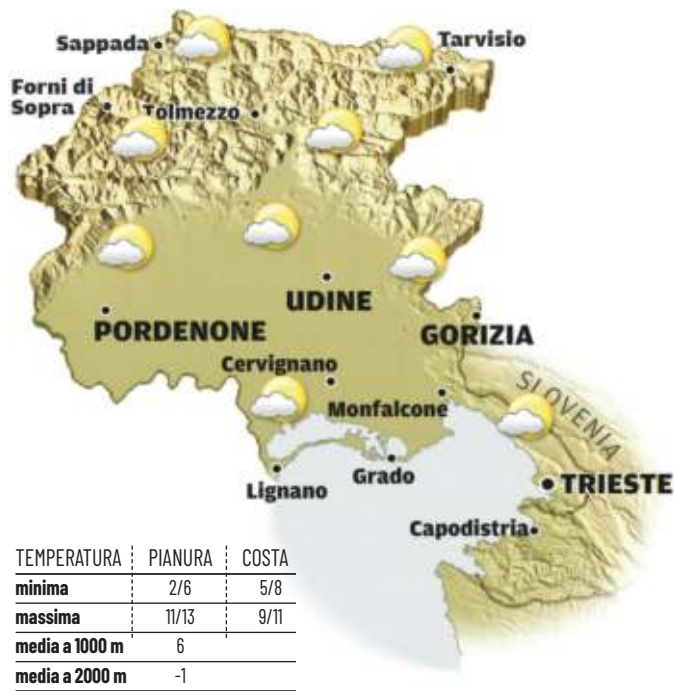 Sappada
Tarvisio
Forni di
Sopra
Tolmezzo
UDINE
PORDENONE
GORIZIA
Cervignano
SLOVENIA
Monfalcone
Grado
Lignano
TRIESTE
Capodistria
TEMPERATURA PIANURA COSTA
minima 2/6 5/8
massima 11/13 9/11
media a 1000 m 6
media a 2000 m -1